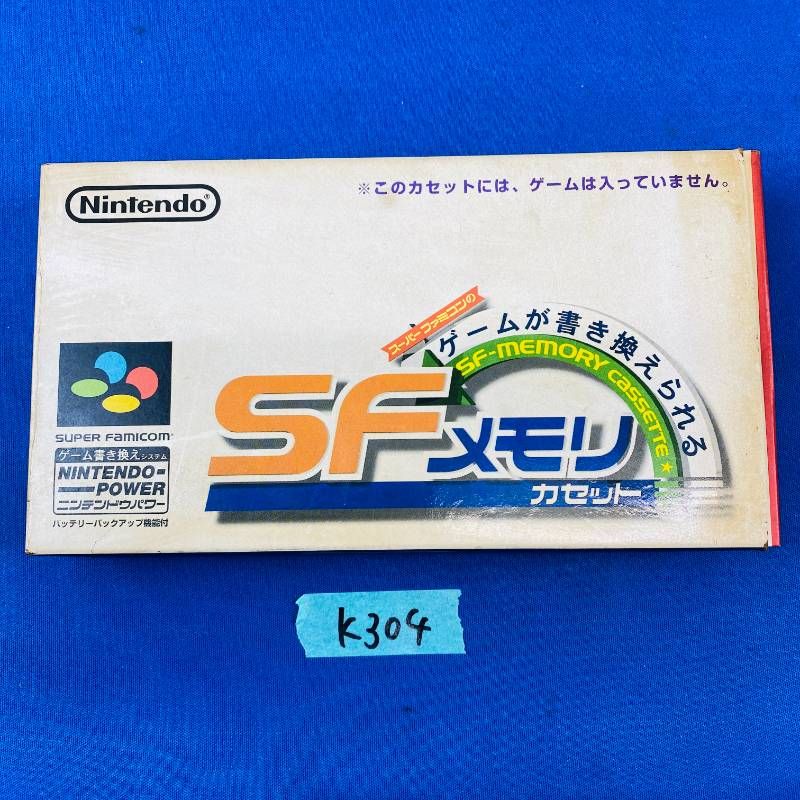 Nintendo®
※このカセットには、ゲームは入っていません。
スーパーファミコンの
ゲームが書き換えられる
SF-MEMORY CASSETTE★
SFメモリ
カセット
SUPER FAMICOM
ゲーム書き換えシステム
NINTENDO-
POWER
ニンテンドウパワー
バッテリーバックアップ機能付
K304